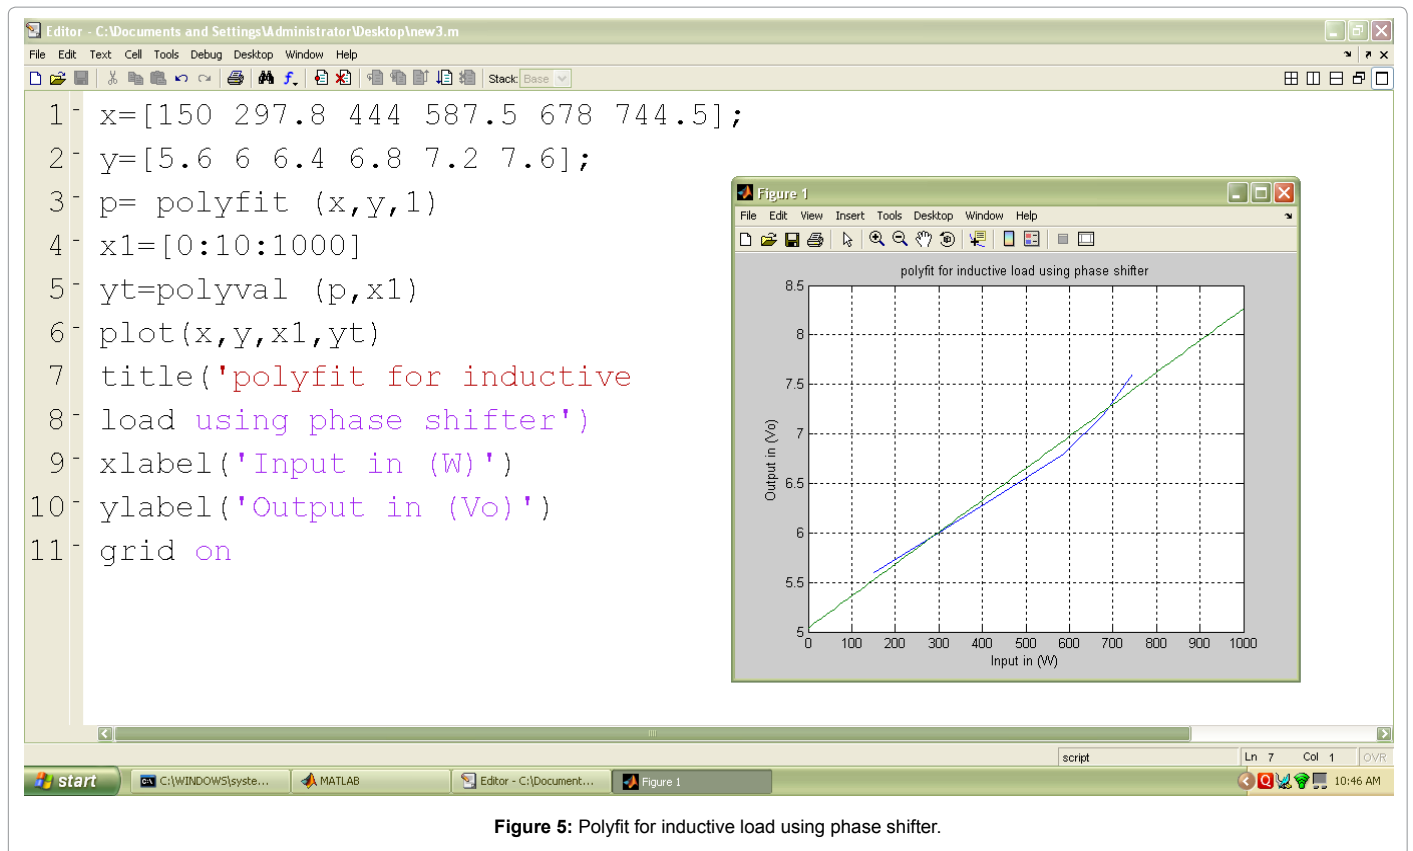 Editor - C:\Documents and Settings\Administrator\Desktop\new3.m
File Edit Text Cell Tools Debug Desktop Window Help
Stack: Base
1 - x=[150 297.8 444 587.5 678 744.5];
2 - y=[5.6 6 6.4 6.8 7.2 7.6];
3 - p= polyfit (x,y,1)
4 - x1=[0:10:1000]
5 - yt=polyval (p,x1)
6 - plot(x,y,x1,yt)
7 title('polyfit for inductive
8 - load using phase shifter')
9 - xlabel('Input in (W)')
10 - ylabel('Output in (Vo)')
11 - grid on
Figure 1
File Edit View Insert Tools Desktop Window Help
polyfit for inductive load using phase shifter
8.5
8
7.5
7
6.5
6
5.5
5
Output in (Vo)
0 100 200 300 400 500 600 700 800 900 1000
Input in (W)
script Ln 7 Col 1 OVR
start C:\WINDOWS\syste... MATLAB Editor - C:\Document... Figure 1 10:46 AM
Figure 5: Polyfit for inductive load using phase shifter.